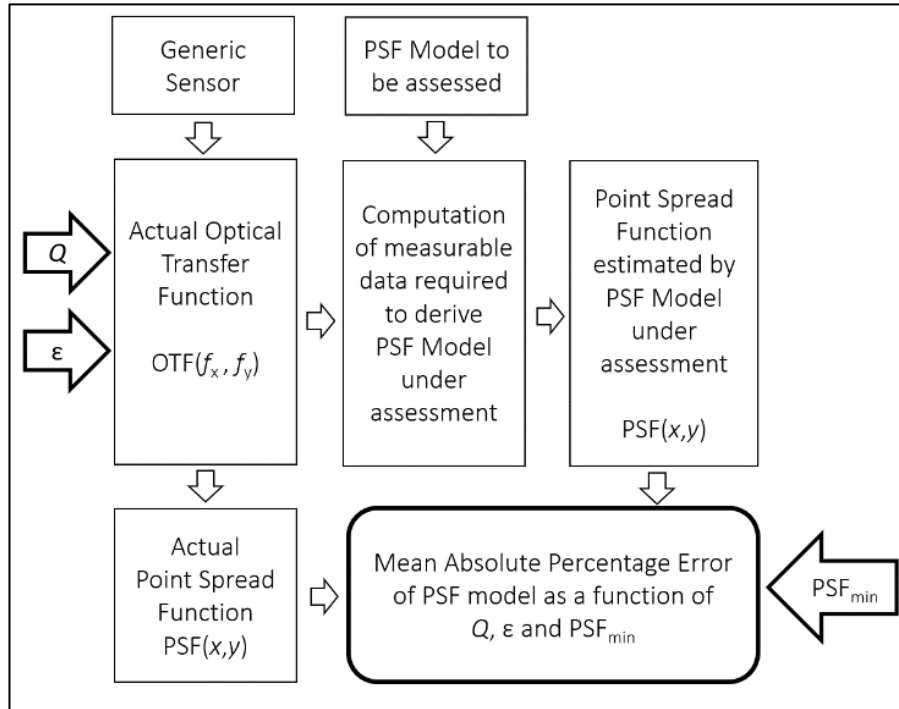 Generic
Sensor
PSF Model to
be assessed
Q
ε
Actual Optical
Transfer
Function
OTF(fx , fy)
Computation
of measurable
data required
to derive
PSF Model
under
assessment
Point Spread
Function
estimated by
PSF Model
under
assessment
PSF(x,y)
Actual
Point Spread
Function
PSF(x,y)
Mean Absolute Percentage Error
of PSF model as a function of
Q, ε and PSFmin
PSFmin